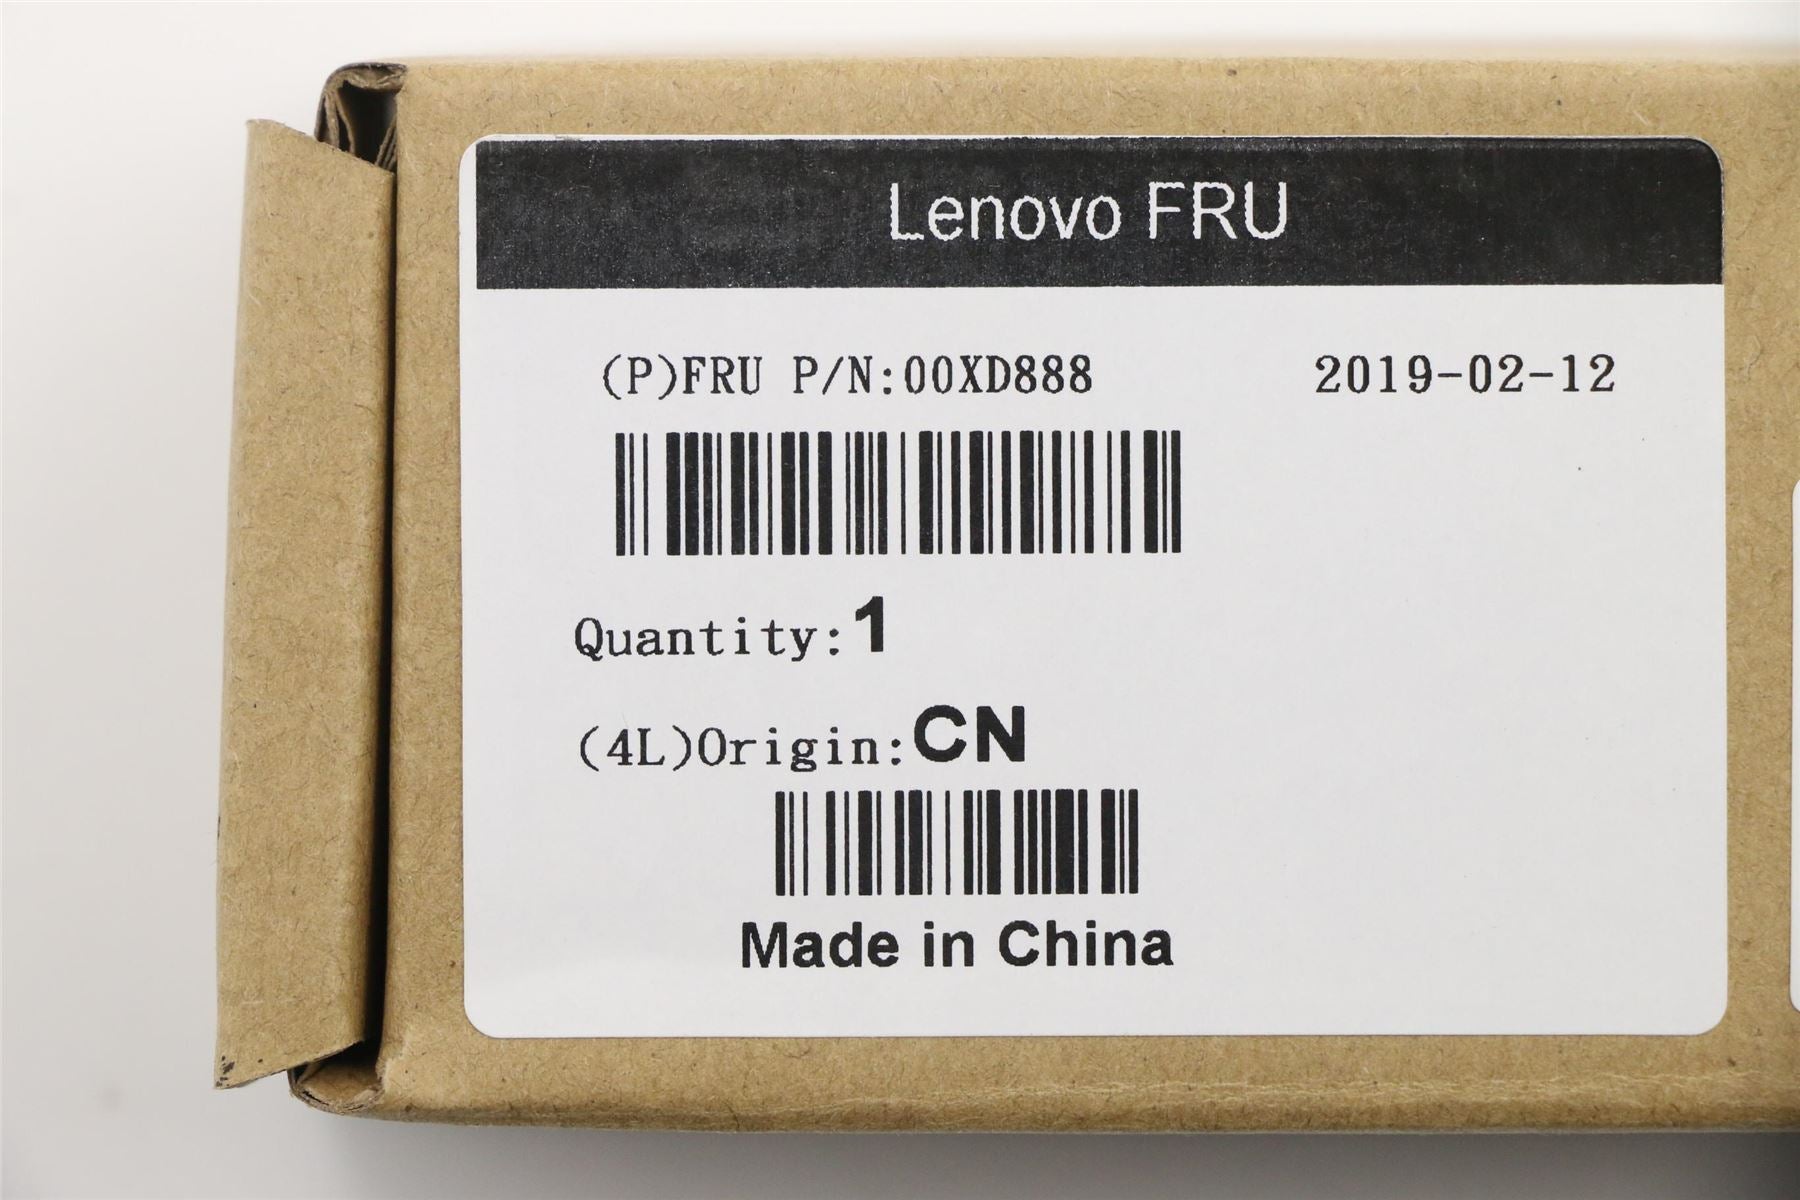 Lenovo FRU
(P)FRU P/N:00XD888 2019-02-12
Quantity:1
(4L)Origin:CN
Made in China